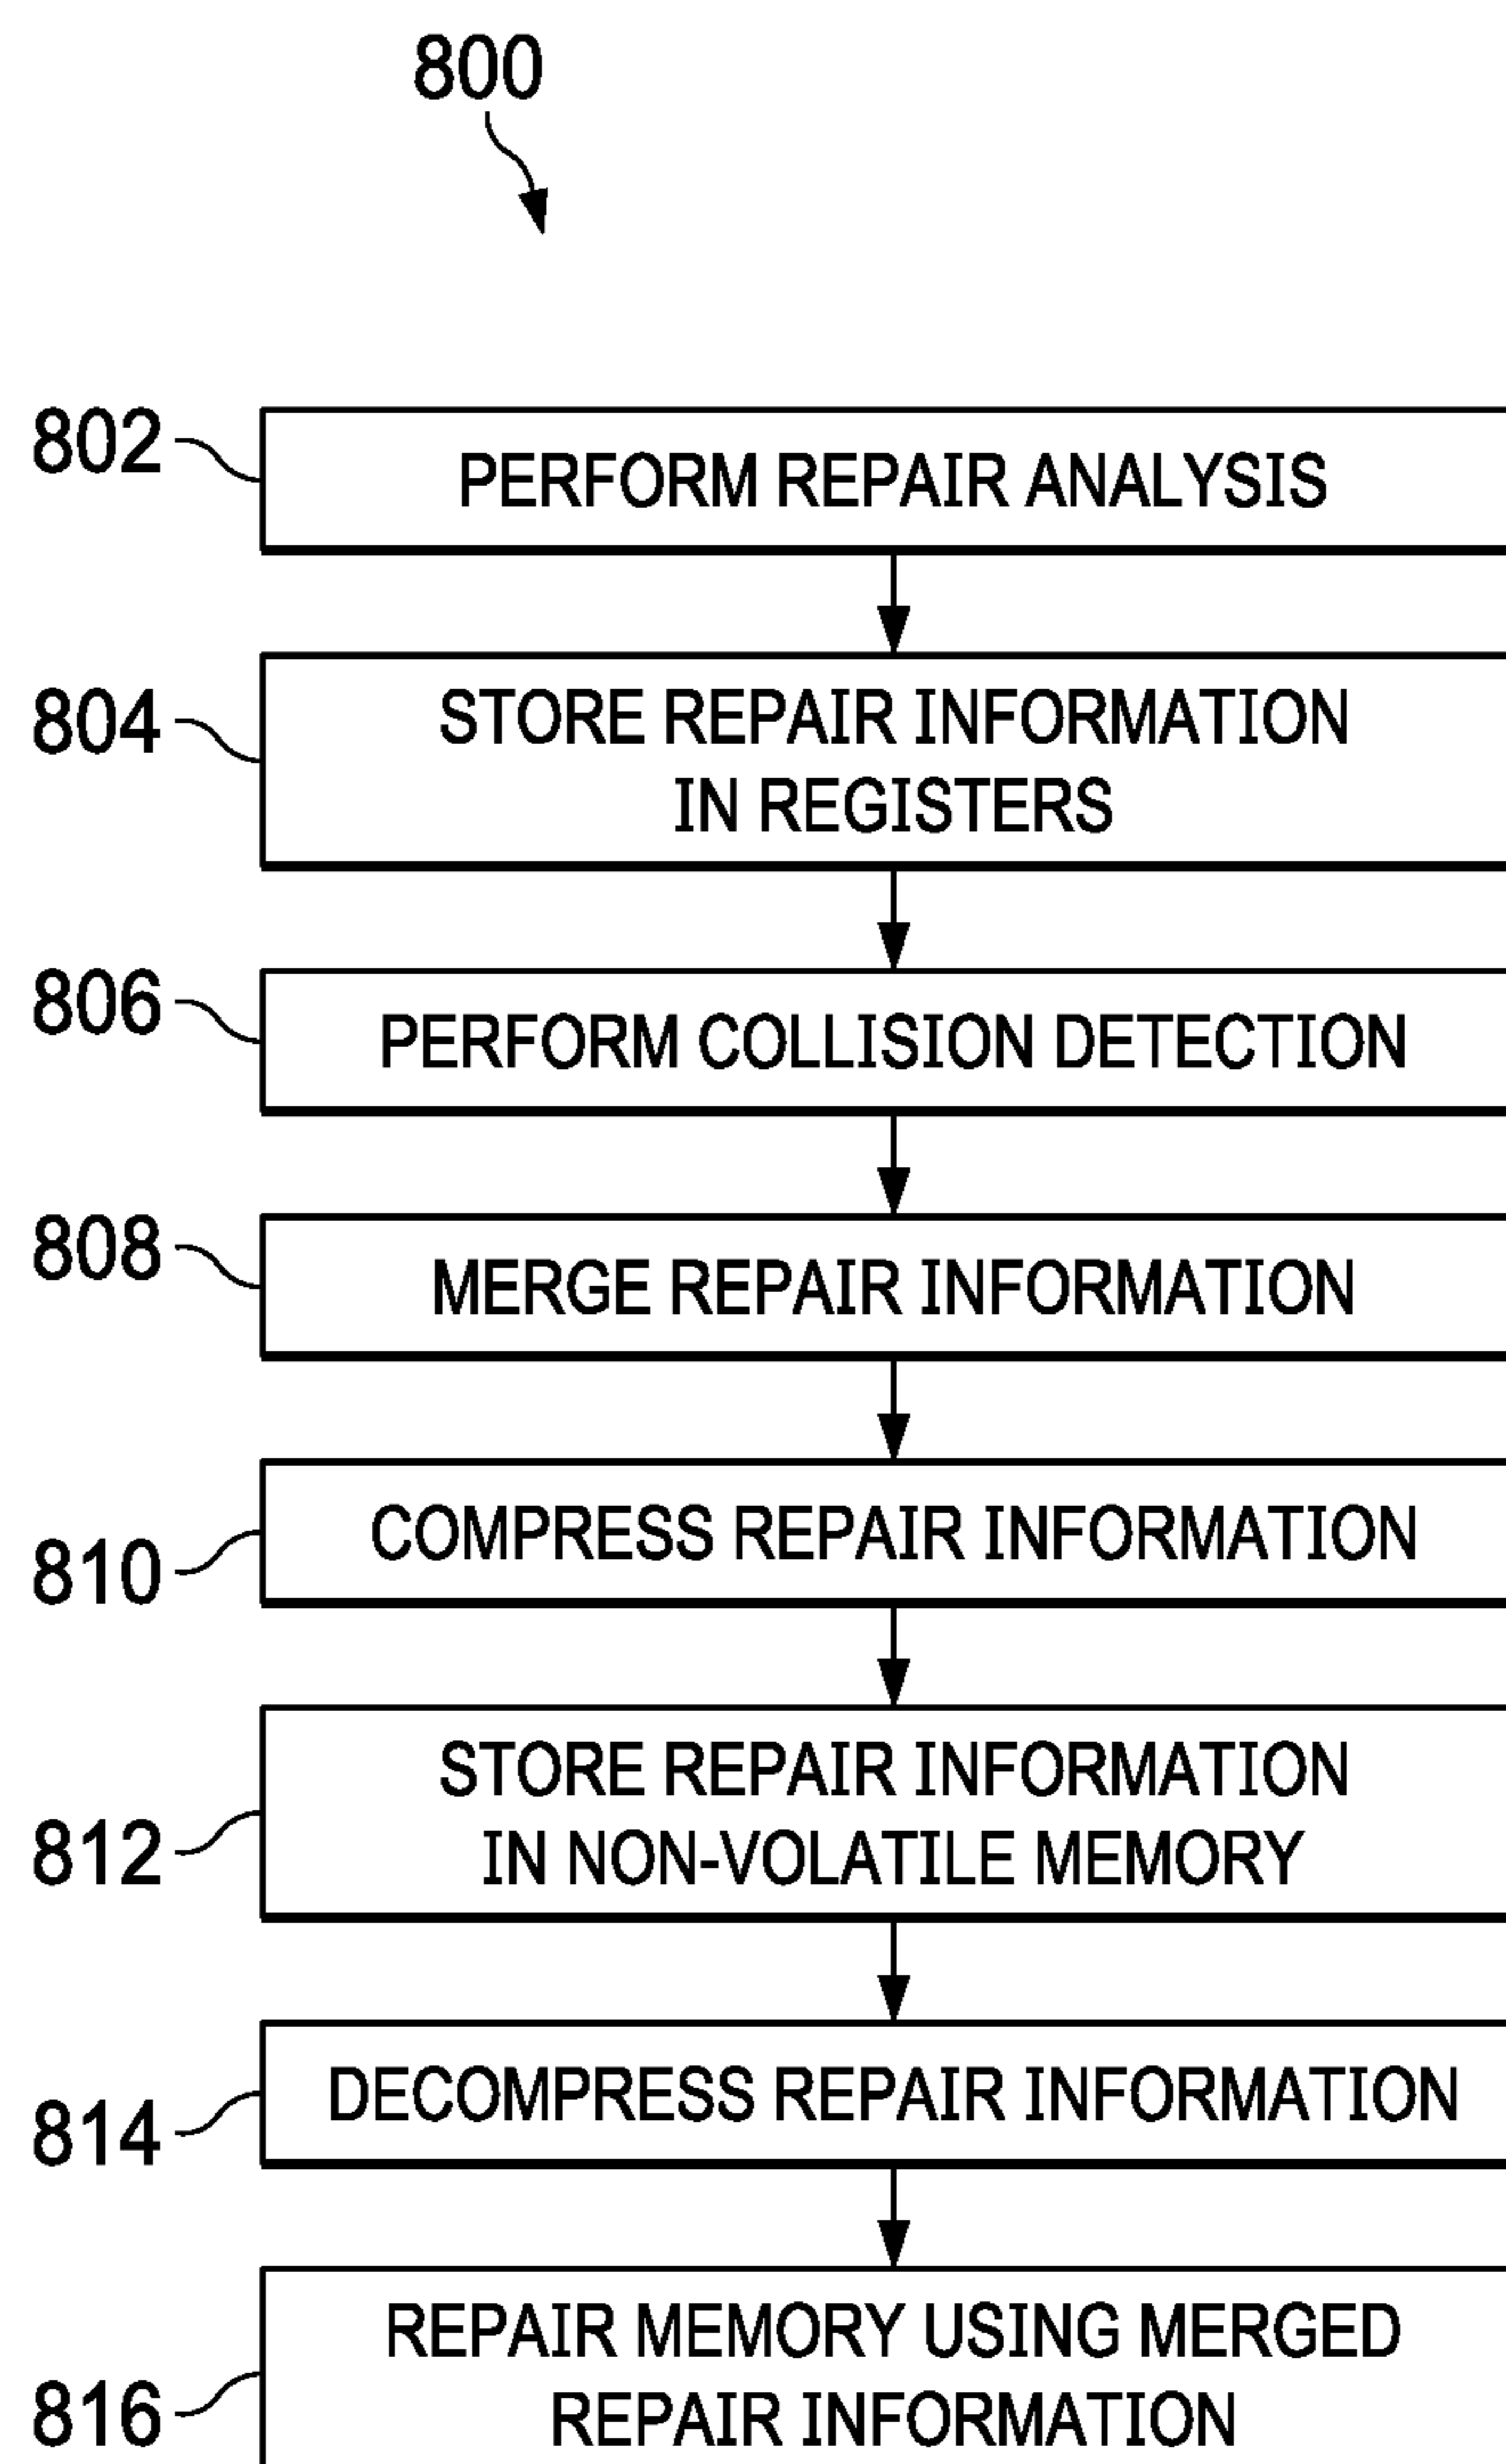 800
802
PERFORM REPAIR ANALYSIS
804
STORE REPAIR INFORMATION
IN REGISTERS
806
PERFORM COLLISION DETECTION
808
MERGE REPAIR INFORMATION
810
COMPRESS REPAIR INFORMATION
812
STORE REPAIR INFORMATION
IN NON-VOLATILE MEMORY
814
DECOMPRESS REPAIR INFORMATION
816
REPAIR MEMORY USING MERGED
REPAIR INFORMATION